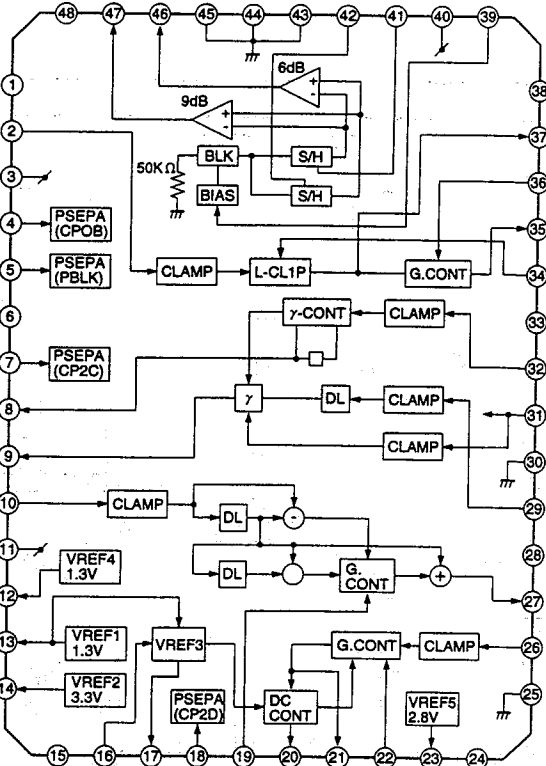 48 47 46 45 44 43 42 41 40 39
6dB
1
9dB
38
2
+
-
+
-
37
BLK
S/H
50KΩ
3
36
BIAS
S/H
4
PSEPA
(CPOB)
35
5
PSEPA
(PBLK)
CLAMP
L-CL1P
G.CONT
34
6
γ-CONT
CLAMP
33
7
PSEPA
(CP2C)
32
8
γ
DL
CLAMP
31
CLAMP
9
30
10
CLAMP
29
DL
-
11
28
VREF4
1.3V
DL
G.
CONT
+
12
27
13
VREF1
1.3V
VREF3
G.CONT
CLAMP
26
14
VREF2
3.3V
PSEPA
(CP2D)
DC
CONT
VREF5
2.8V
25
15 16 17 18 19 20 21 22 23 24